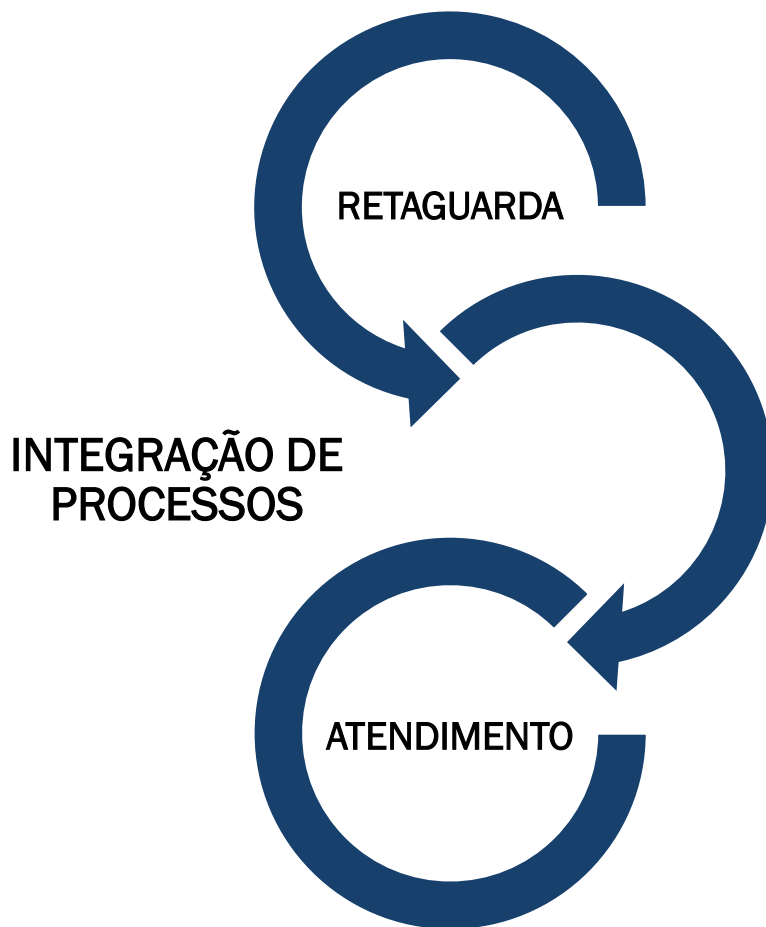 RETAGUARDA
INTEGRAÇÃO DE
PROCESSOS
ATENDIMENTO